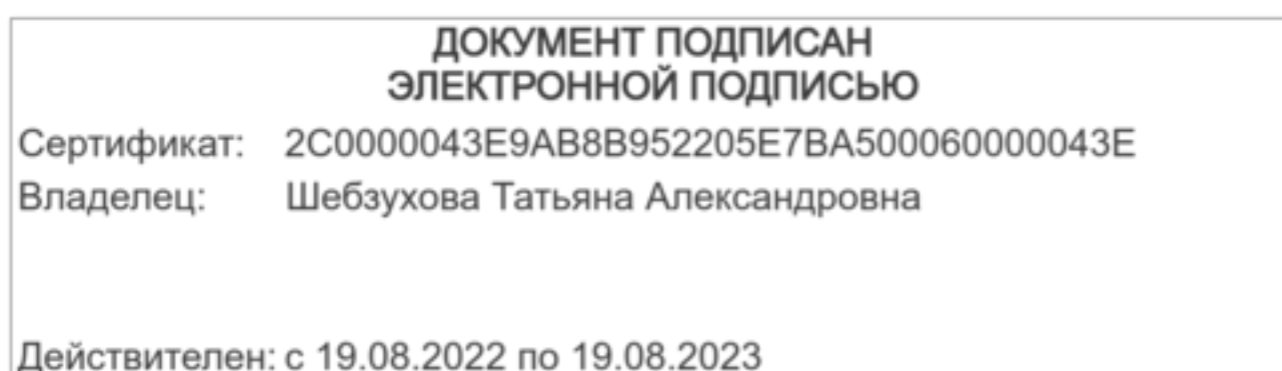 ДОКУМЕНТ ПОДПИСАН
ЭЛЕКТРОННОЙ ПОДПИСЬЮ
Сертификат: 2C0000043E9AB8B952205E7BA500060000043E
Владелец: Шебзухова Татьяна Александровна
Действителен: с 19.08.2022 по 19.08.2023